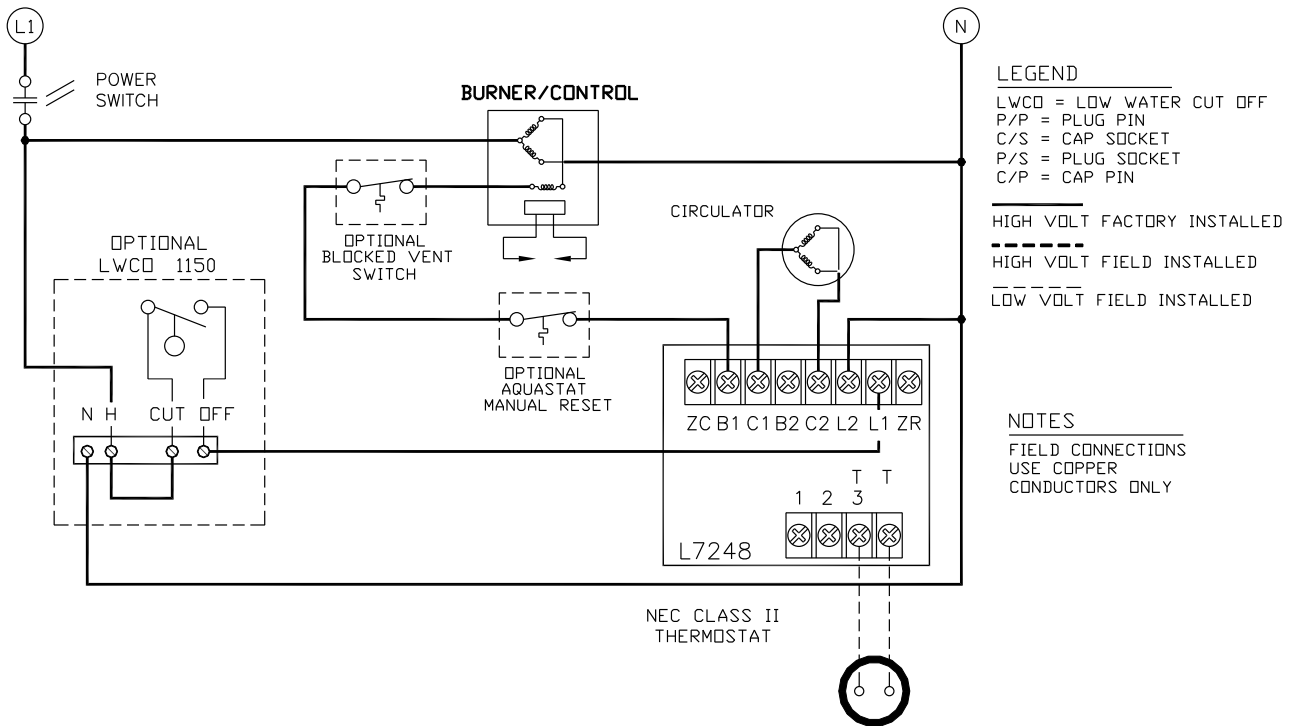 L1
N
POWER
SWITCH
BURNER/CONTROL
LEGEND
LWCO = LOW WATER CUT OFF
P/P = PLUG PIN
C/S = CAP SOCKET
P/S = PLUG SOCKET
C/P = CAP PIN
HIGH VOLT FACTORY INSTALLED
HIGH VOLT FIELD INSTALLED
LOW VOLT FIELD INSTALLED
CIRCULATOR
OPTIONAL
BLOCKED VENT
SWITCH
OPTIONAL
LWCO 1150
OPTIONAL
AQUASTAT
MANUAL RESET
N H CUT OFF
ZC B1 C1 B2 C2 L2 L1 ZR
NOTES
FIELD CONNECTIONS
USE COPPER
CONDUCTORS ONLY
T T
1 2 3
L7248
NEC CLASS II
THERMOSTAT